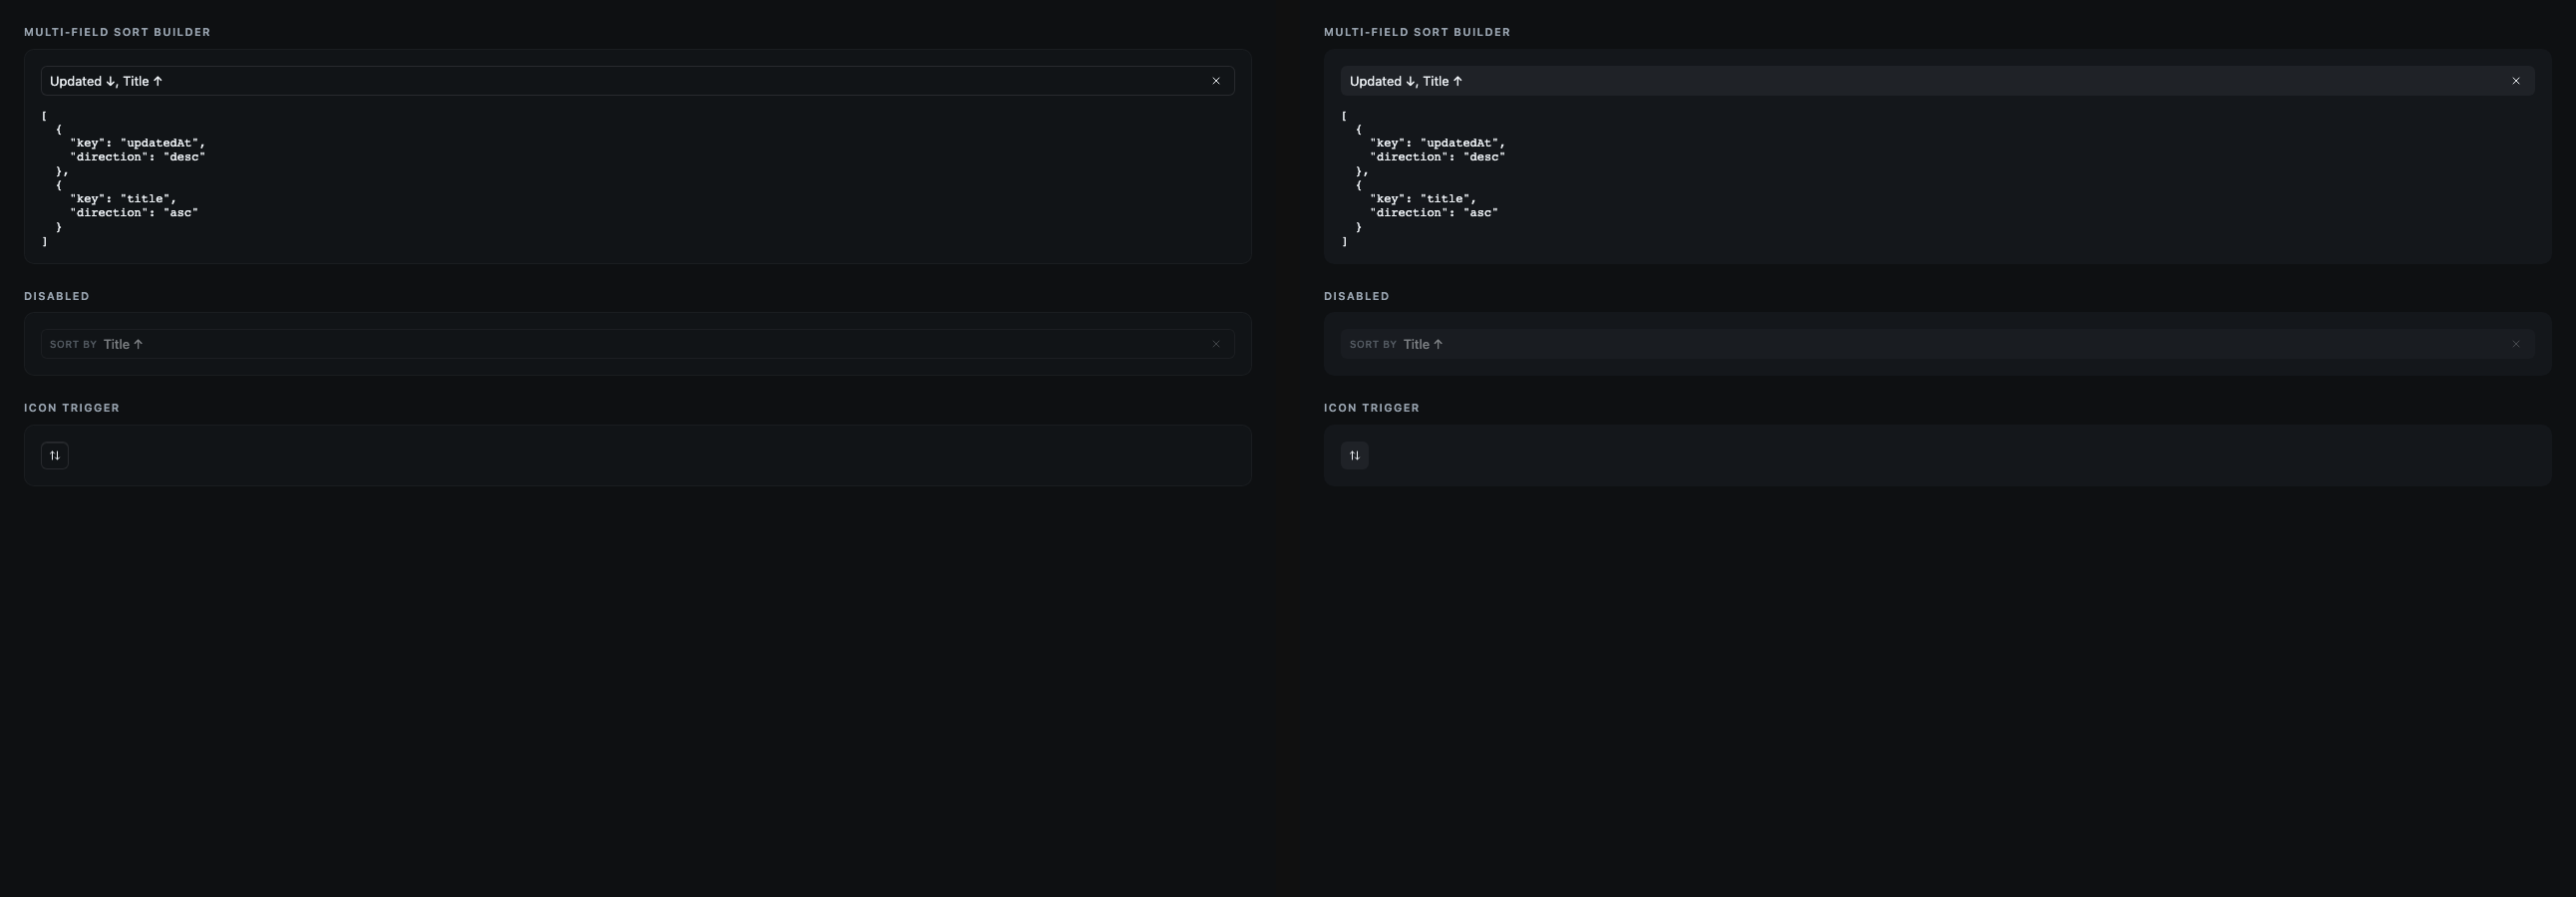 MULTI-FIELD SORT BUILDER
Updated ↓, Title ↑
[
  {
    "key": "updatedAt",
    "direction": "desc"
  },
  {
    "key": "title",
    "direction": "asc"
  }
]
DISABLED
SORT BY Title ↑
ICON TRIGGER
MULTI-FIELD SORT BUILDER
Updated ↓, Title ↑
[
  {
    "key": "updatedAt",
    "direction": "desc"
  },
  {
    "key": "title",
    "direction": "asc"
  }
]
DISABLED
SORT BY Title ↑
ICON TRIGGER